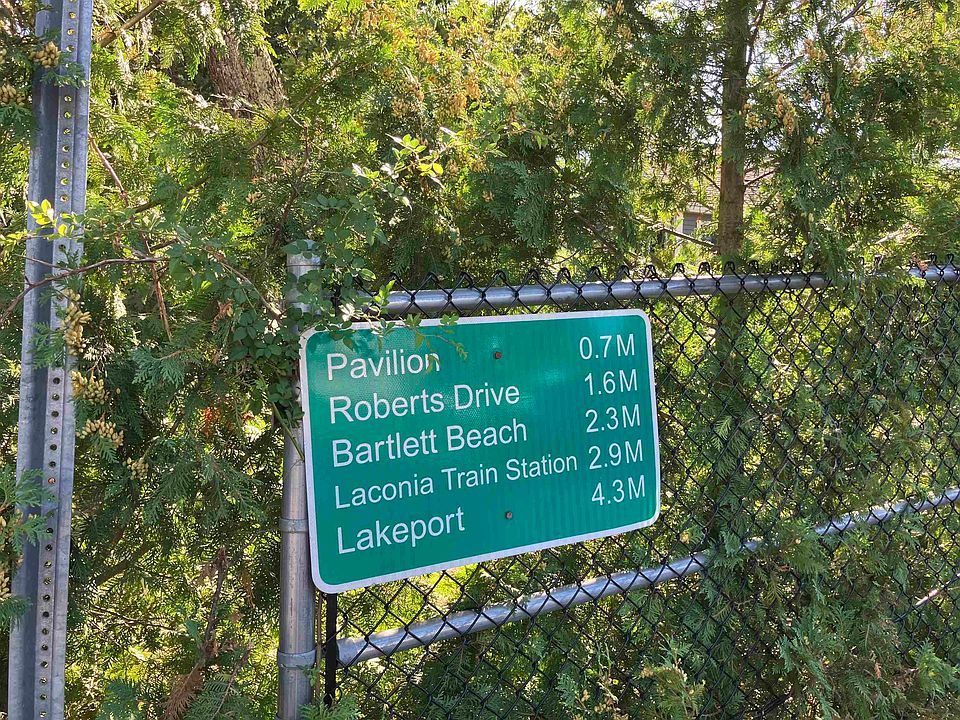 Pavilion 0.7M
Roberts Drive 1.6M
Bartlett Beach 2.3M
Laconia Train Station 2.9M
Lakeport 4.3M